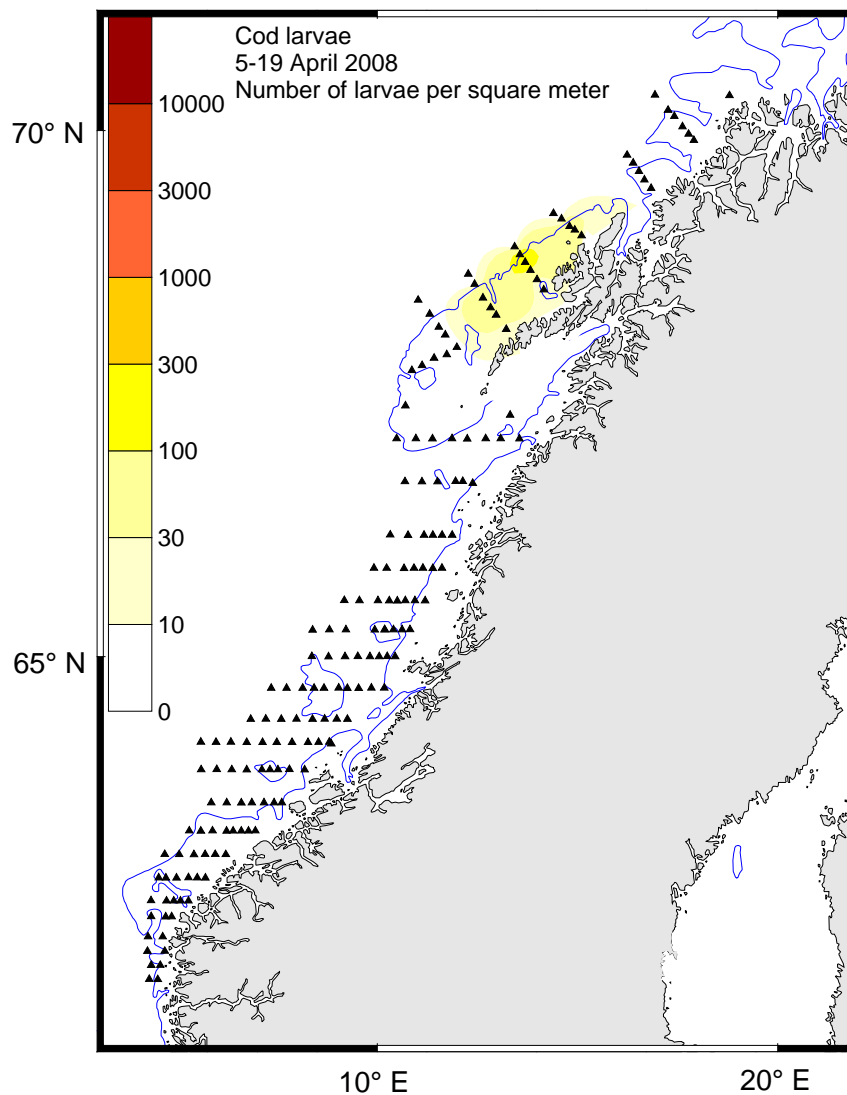 Cod larvae
5-19 April 2008
Number of larvae per square meter
10000
3000
1000
300
100
30
10
0
70° N
65° N
10° E
20° E